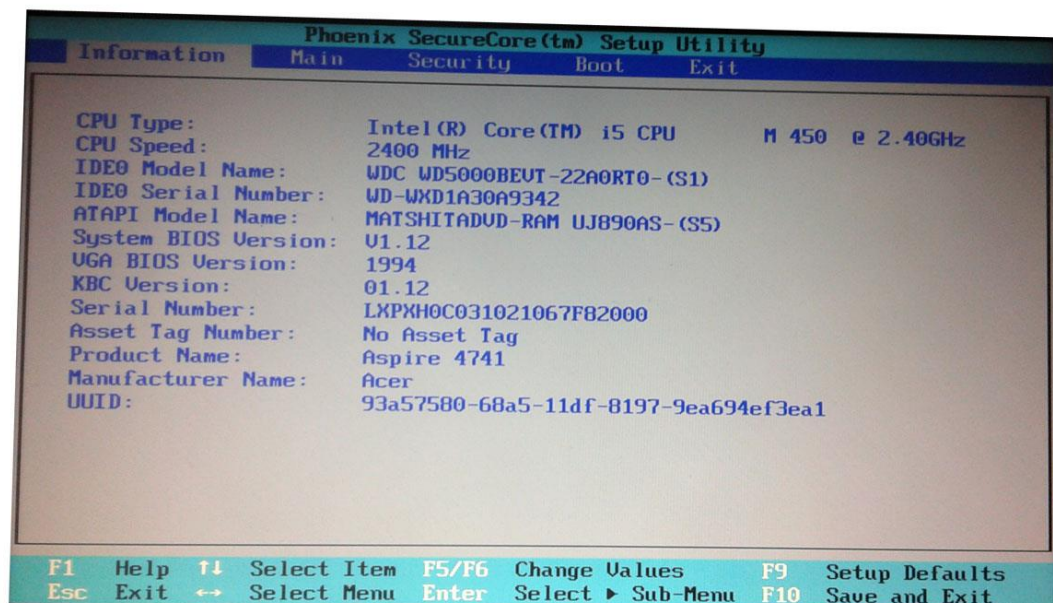 Phoenix SecureCore(tm) Setup Utility
Information Main Security Boot Exit
CPU Type: Intel(R) Core(TM) i5 CPU M 450 @ 2.40GHz
CPU Speed: 2400 MHz
IDE0 Model Name: WDC WD5000BEVT-22A0RT0-(S1)
IDE0 Serial Number: WD-WXD1A30A9342
ATAPI Model Name: MATSHITADVD-RAM UJ890AS-(S5)
System BIOS Version: V1.12
VGA BIOS Version: 1994
KBC Version: 01.12
Serial Number: LXPXH0C031021067F82000
Asset Tag Number: No Asset Tag
Product Name: Aspire 4741
Manufacturer Name: Acer
UUID: 93a57580-68a5-11df-8197-9ea694ef3ea1
F1 Help ↑↓ Select Item F5/F6 Change Values F9 Setup Defaults
Esc Exit ↔ Select Menu Enter Select ▶ Sub-Menu F10 Save and Exit